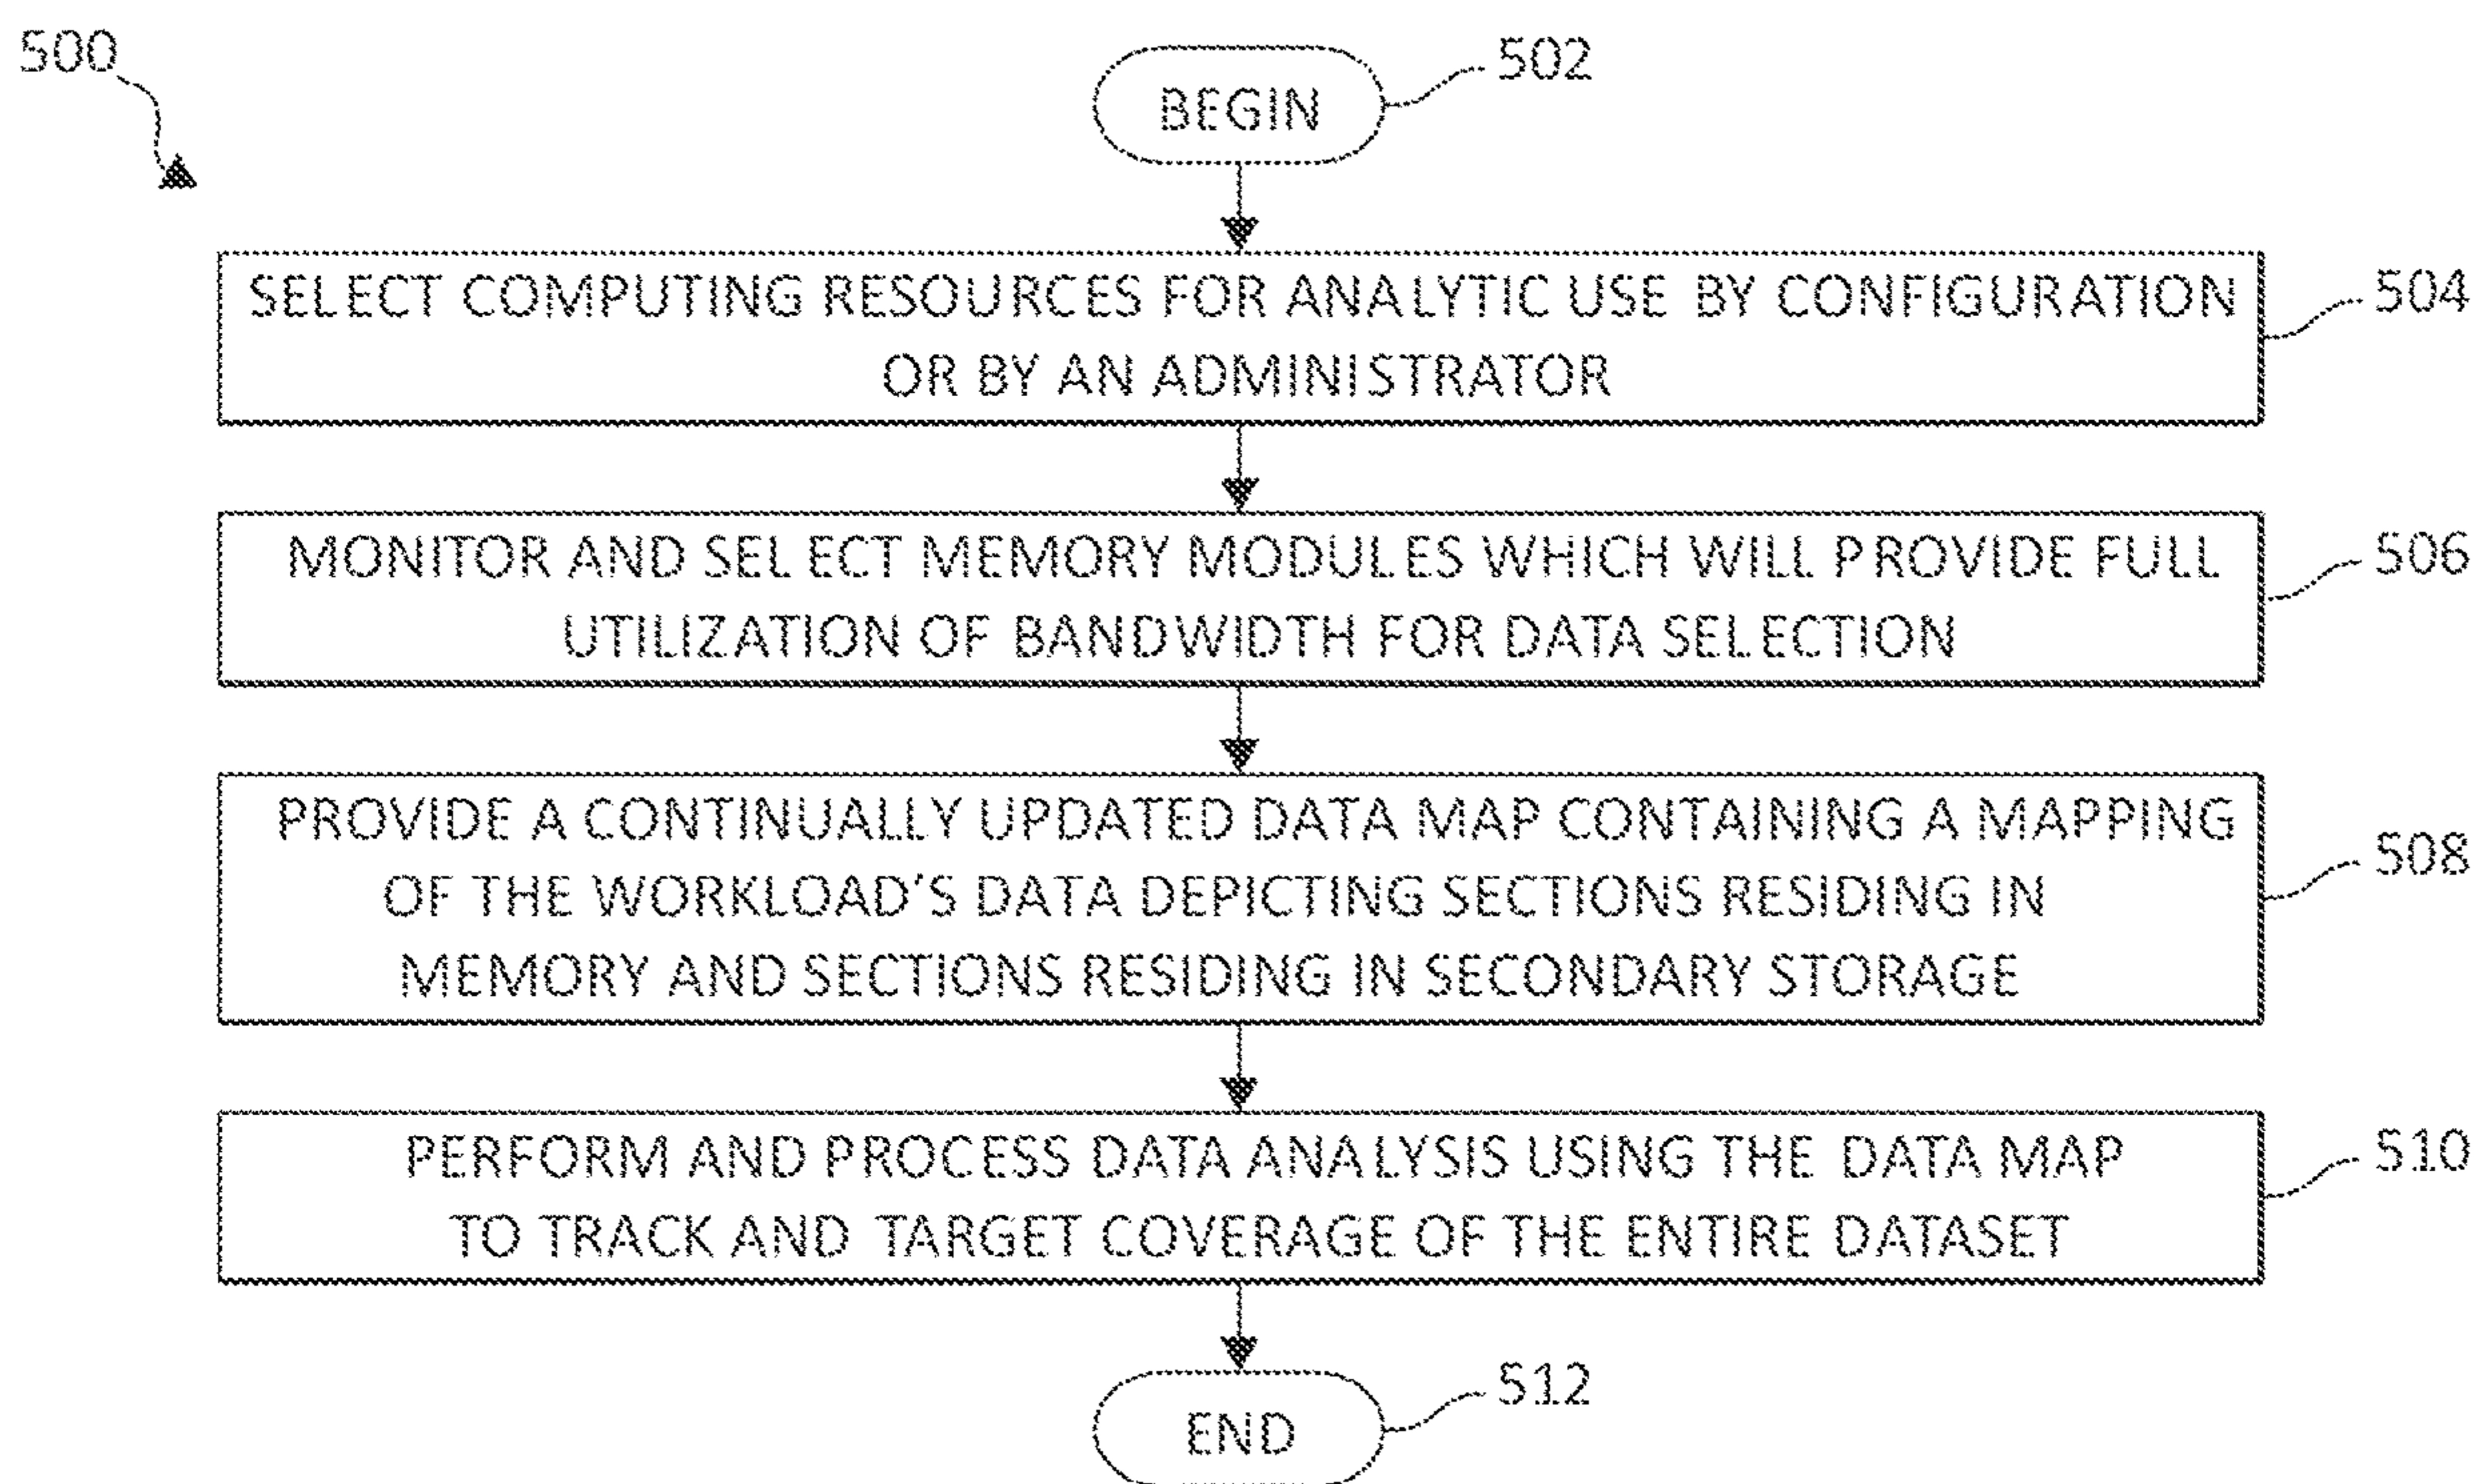 500
BEGIN
502
SELECT COMPUTING RESOURCES FOR ANALYTIC USE BY CONFIGURATION
OR BY AN ADMINISTRATOR
504
MONITOR AND SELECT MEMORY MODULES WHICH WILL PROVIDE FULL
UTILIZATION OF BANDWIDTH FOR DATA SELECTION
506
PROVIDE A CONTINUALLY UPDATED DATA MAP CONTAINING A MAPPING
OF THE WORKLOAD'S DATA DEPICTING SECTIONS RESIDING IN
MEMORY AND SECTIONS RESIDING IN SECONDARY STORAGE
508
PERFORM AND PROCESS DATA ANALYSIS USING THE DATA MAP
TO TRACK AND TARGET COVERAGE OF THE ENTIRE DATASET
510
END
512